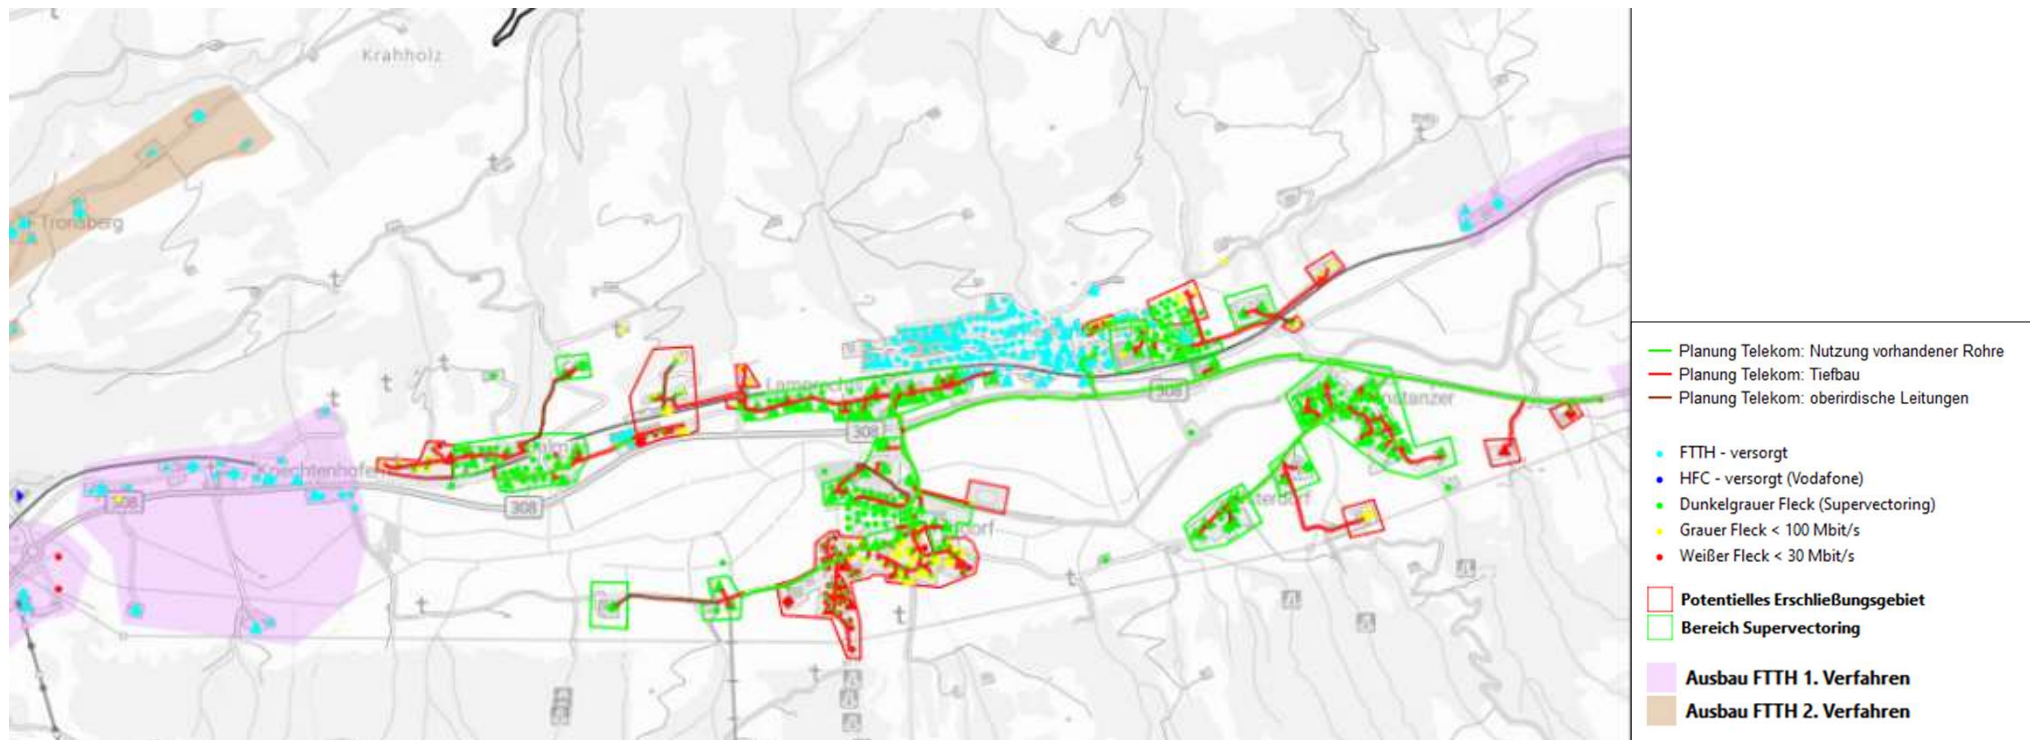 Krahholz
Tronsberg
Knechtenhofen
308
308
308
308
Planung Telekom: Nutzung vorhandener Rohre
Planung Telekom: Tiefbau
Planung Telekom: oberirdische Leitungen
FTTH - versorgt
HFC - versorgt (Vodafone)
Dunkelgrauer Fleck (Supervectoring)
Grauer Fleck < 100 Mbit/s
Weißer Fleck < 30 Mbit/s
Potentielles Erschließungsgebiet
Bereich Supervectoring
Ausbau FTTH 1. Verfahren
Ausbau FTTH 2. Verfahren